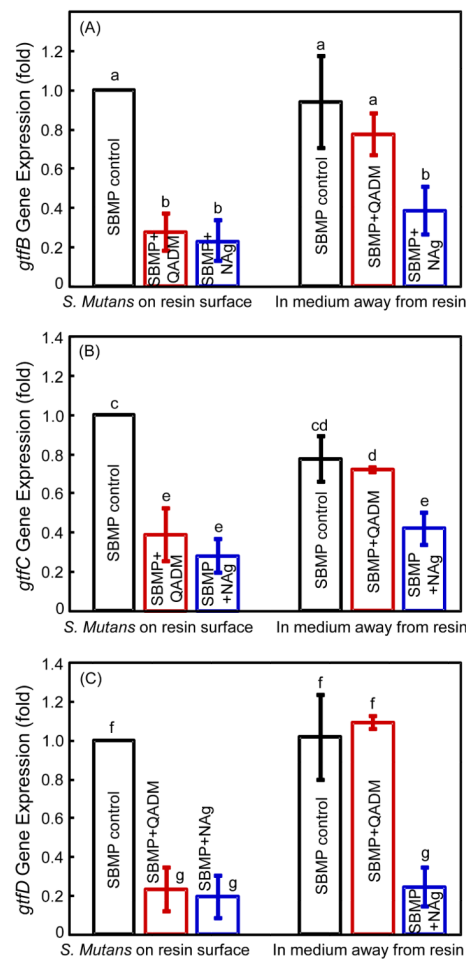 (A)
gtfB Gene Expression (fold)
1.2
1.0
0.8
0.6
0.4
0.2
0
a
SBMP control
b
SBMP+
QADM
b
SBMP+
NAg
a
SBMP control
a
SBMP+QADM
b
SBMP+
NAg
S. Mutans on resin surface
In medium away from resin
(B)
gtfC Gene Expression (fold)
1.4
1.2
1.0
0.8
0.6
0.4
0.2
0
c
SBMP control
e
SBMP+
QADM
e
SBMP
+NAg
cd
SBMP control
d
SBMP+QADM
e
SBMP
+NAg
S. Mutans on resin surface
In medium away from resin
(C)
gtfD Gene Expression (fold)
1.4
1.2
1.0
0.8
0.6
0.4
0.2
0
f
SBMP control
SBMP+QADM
g
SBMP+NAg
g
f
SBMP control
f
SBMP+QADM
g
SBMP
+NAg
S. Mutans on resin surface
In medium away from resin